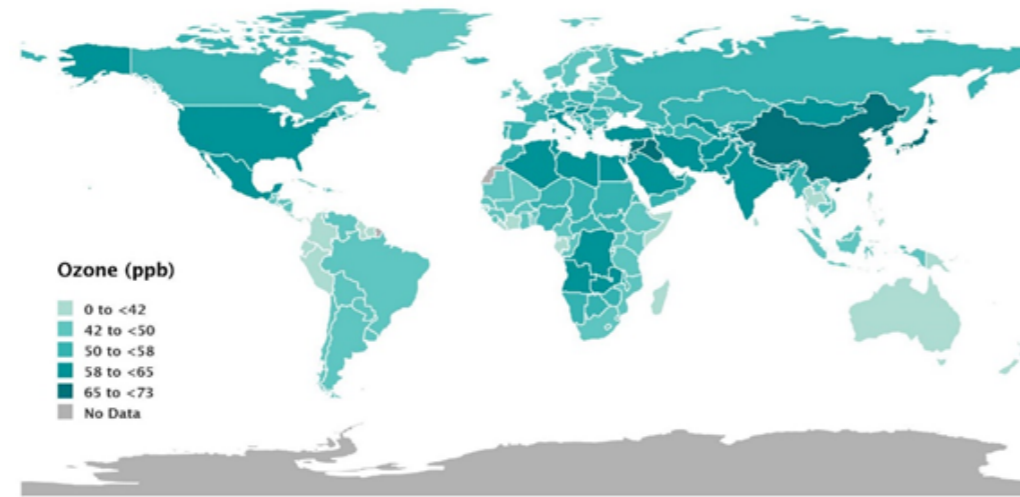 Ozone (ppb)
0 to <42
42 to <50
50 to <58
58 to <65
65 to <73
No Data